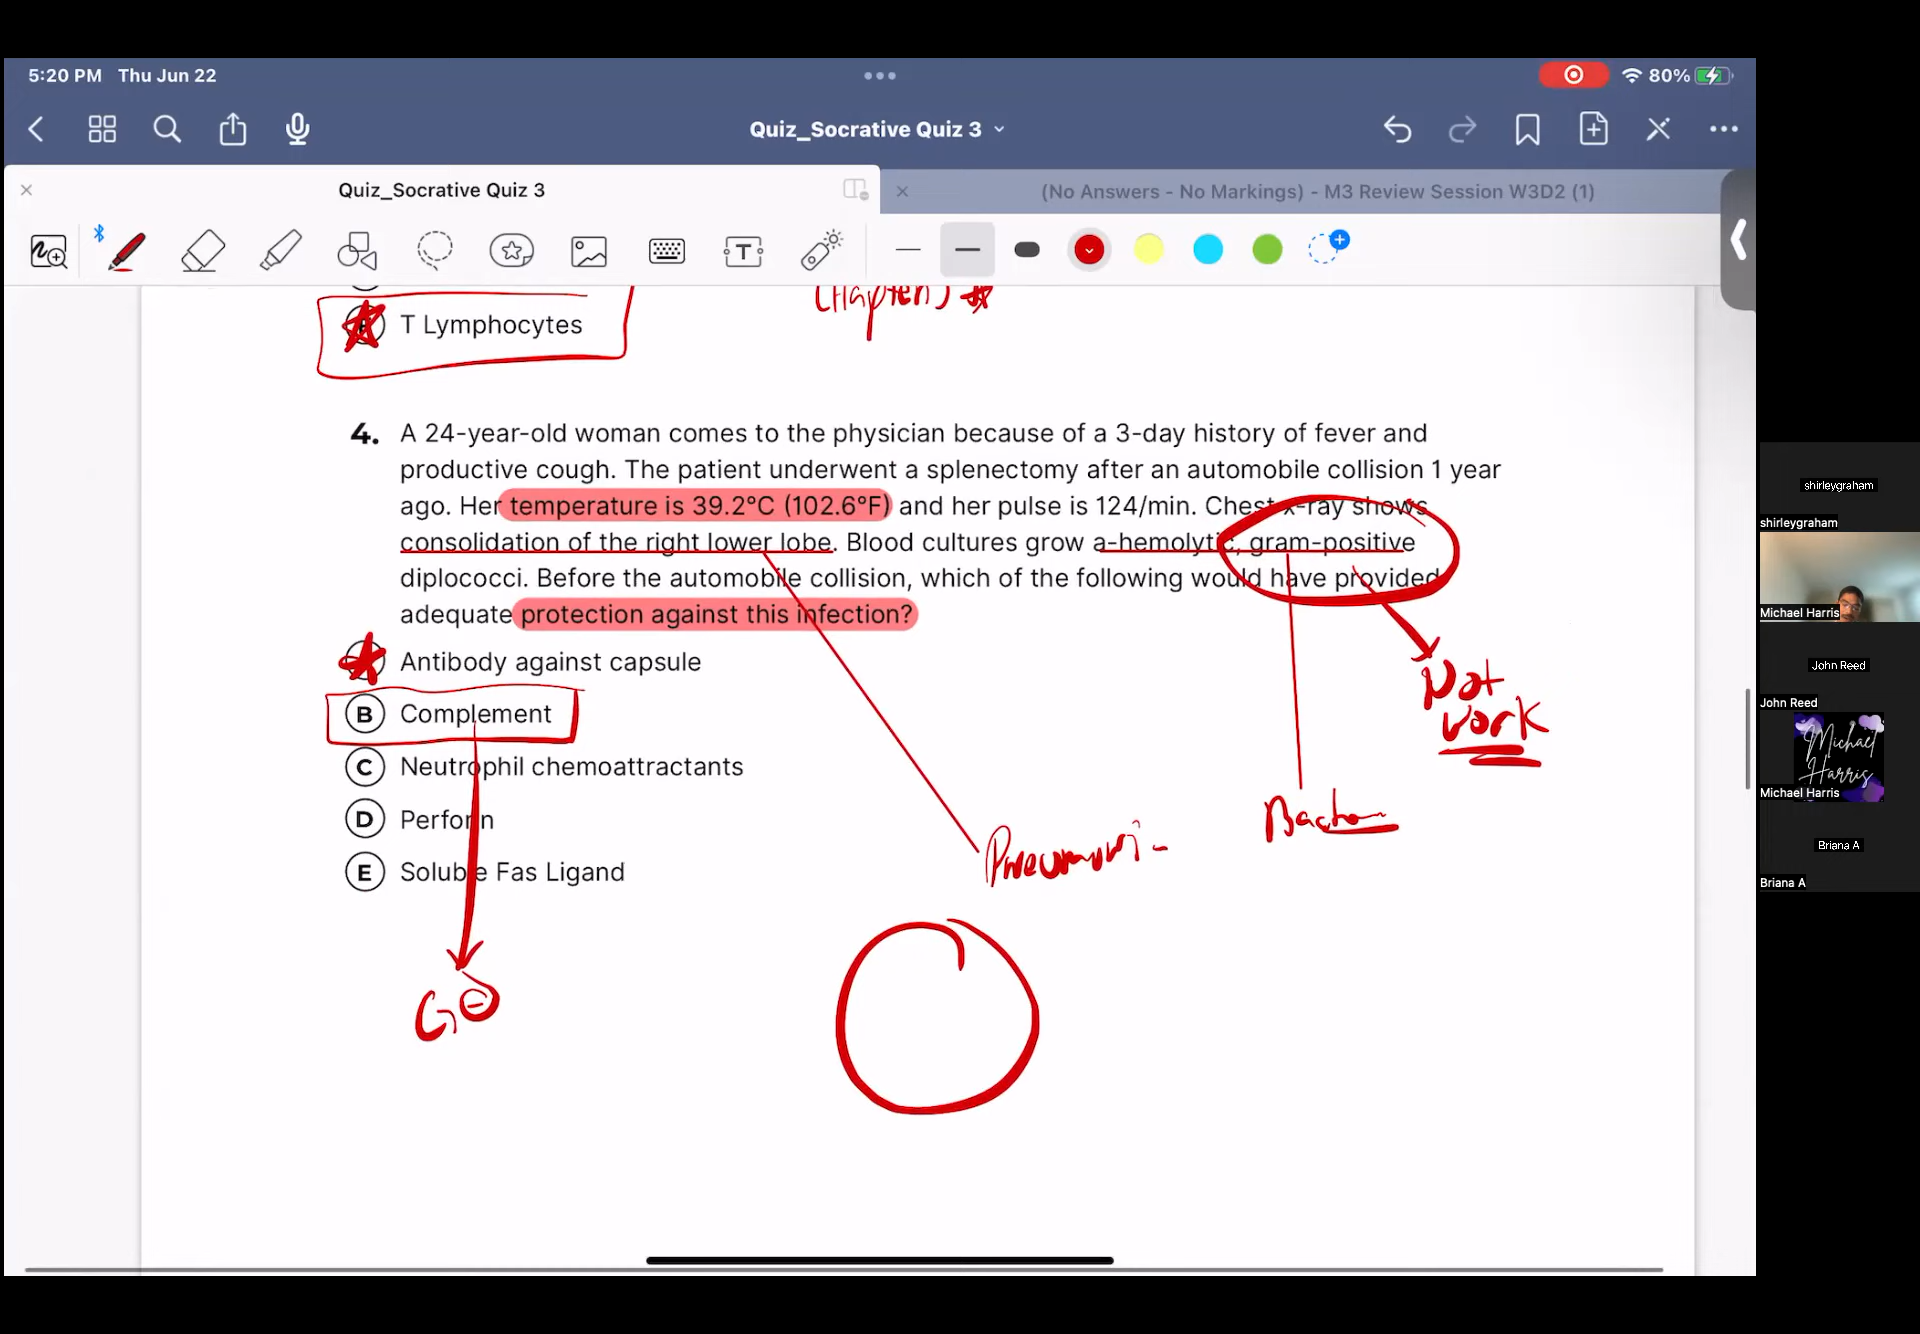 5:20 PM Thu Jun 22
80%
Quiz_Socrative Quiz 3
Quiz_Socrative Quiz 3
(No Answers - No Markings) - M3 Review Session W3D2 (1)
T
(Hapten)
T Lymphocytes
4. A 24-year-old woman comes to the physician because of a 3-day history of fever and
productive cough. The patient underwent a splenectomy after an automobile collision 1 year
ago. Her temperature is 39.2°C (102.6°F) and her pulse is 124/min. Chest x-ray shows
consolidation of the right lower lobe. Blood cultures grow a-hemolytic, gram-positive
diplococci. Before the automobile collision, which of the following would have provided
adequate protection against this infection?
Antibody against capsule
B Complement
C Neutrophil chemoattractants
D Perforin
E Soluble Fas Ligand
Not
work
Pneumoni-
G⊖
shirleygraham
shirleygraham
Michael Harris
John Reed
John Reed
Michael
Harris
Michael Harris
Briana A
Briana A